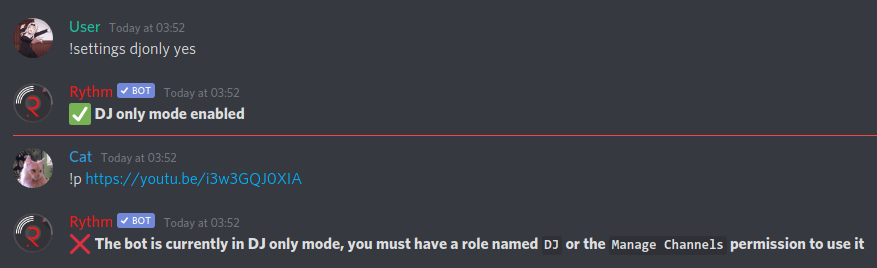 User Today at 03:52
!settings djonly yes
Rythm ✓ BOT Today at 03:52
✅ DJ only mode enabled
Cat Today at 03:52
!p https://youtu.be/i3w3GQJ0XIA
Rythm ✓ BOT Today at 03:52
❌ The bot is currently in DJ only mode, you must have a role named DJ or the Manage Channels permission to use it